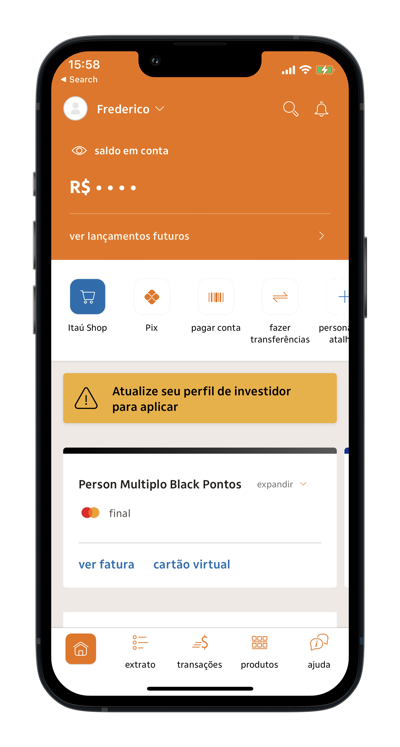 15:58
◀ Search
Frederico
saldo em conta
R$ • • • •
ver lançamentos futuros
Itaú Shop
Pix
pagar conta
fazer
transferências
persona
atalh
Atualize seu perfil de investidor
para aplicar
Person Multiplo Black Pontos
expandir
final
ver fatura
cartão virtual
extrato
transações
produtos
ajuda